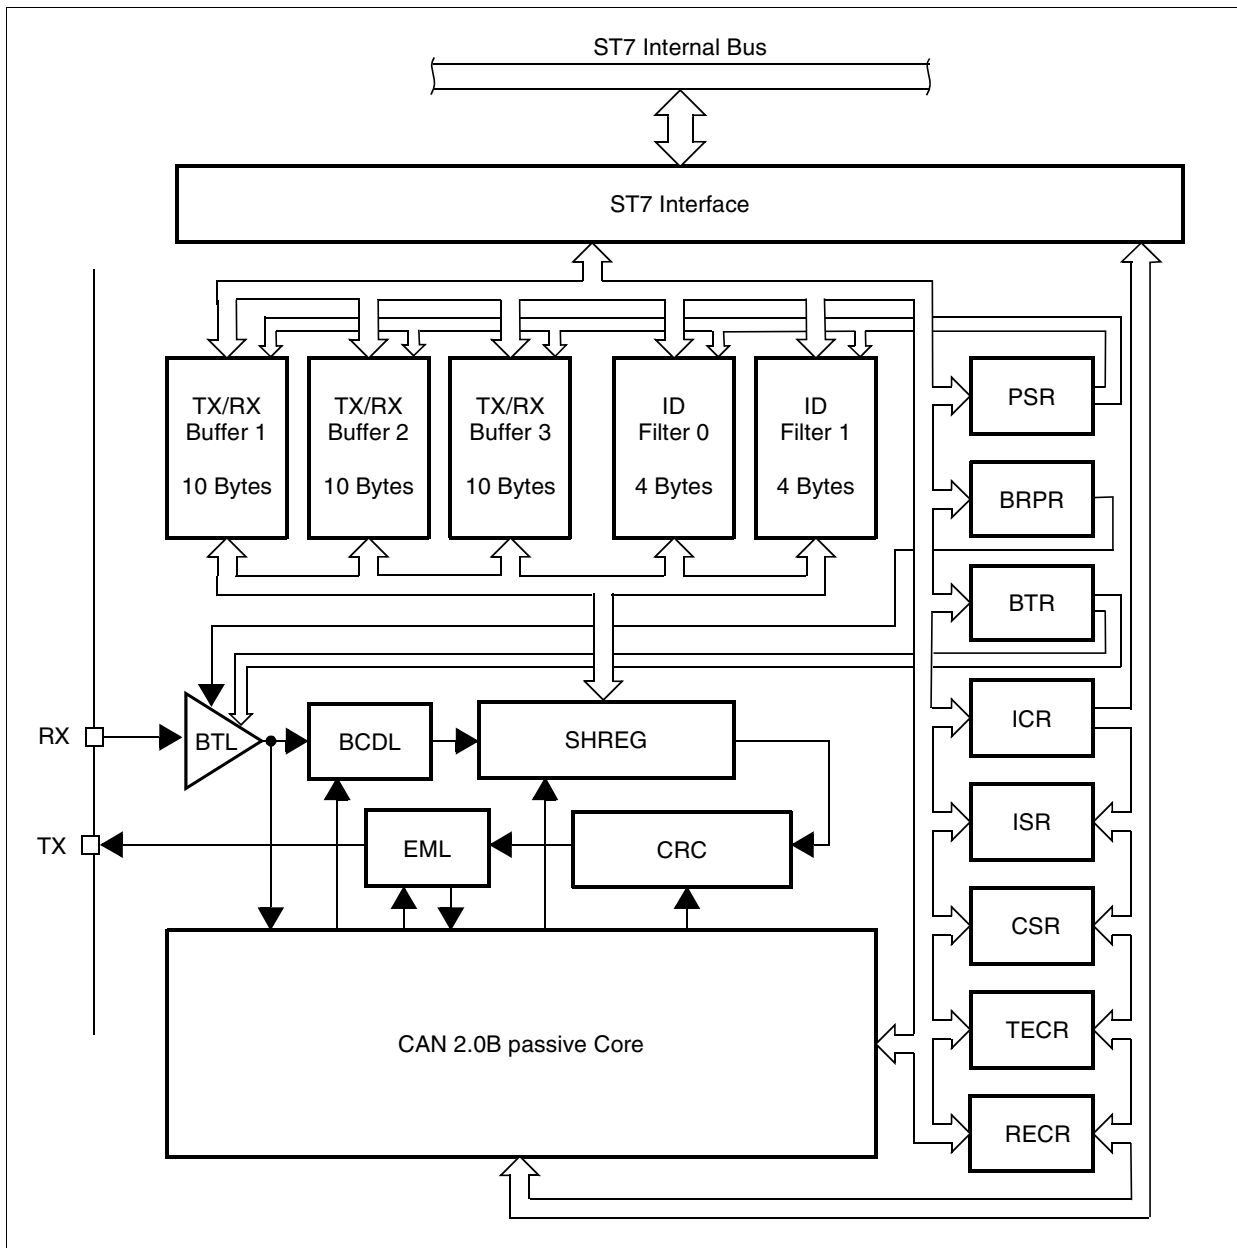 ST7 Internal Bus
ST7 Interface
TX/RX
Buffer 1
10 Bytes
TX/RX
Buffer 2
10 Bytes
TX/RX
Buffer 3
10 Bytes
ID
Filter 0
4 Bytes
ID
Filter 1
4 Bytes
PSR
BRPR
BTR
ICR
ISR
CSR
TECR
RECR
RX
BTL
BCDL
SHREG
TX
EML
CRC
CAN 2.0B passive Core